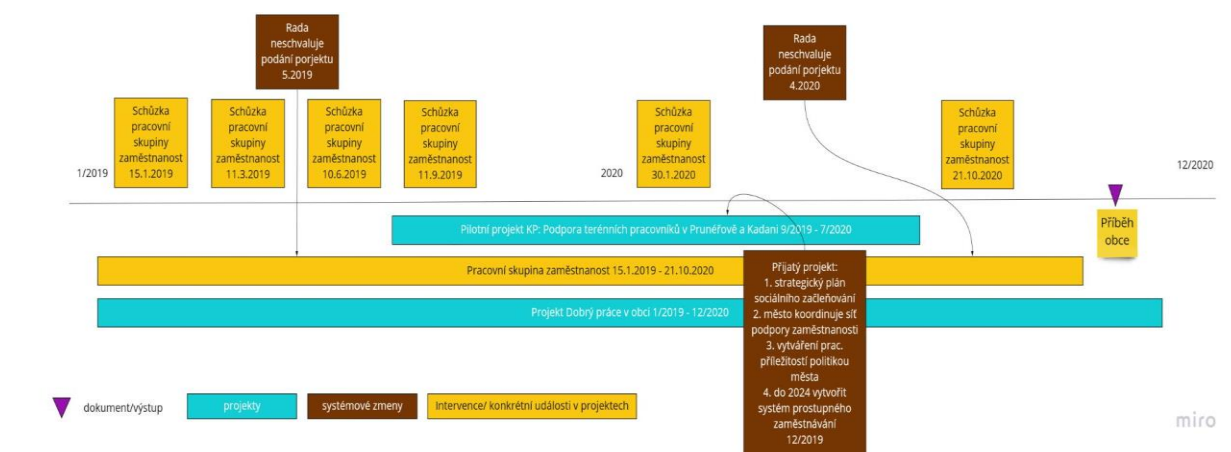 Rada
neschvaluje
podání porjektu
5.2019
Rada
neschvaluje
podání porjektu
4.2020
1/2019
Schůzka
pracovní
skupiny
zaměstnanost
15.1.2019
Schůzka
pracovní
skupiny
zaměstnanost
11.3.2019
Schůzka
pracovní
skupiny
zaměstnanost
10.6.2019
Schůzka
pracovní
skupiny
zaměstnanost
11.9.2019
2020
Schůzka
pracovní
skupiny
zaměstnanost
30.1.2020
Schůzka
pracovní
skupiny
zaměstnanost
21.10.2020
12/2020
Příběh
obce
Pilotní projekt KP: Podpora terénních pracovníků v Prunéřově a Kadani 9/2019 - 7/2020
Pracovní skupina zaměstnanost 15.1.2019 - 21.10.2020
Projekt Dobrý práce v obci 1/2019 - 12/2020
Přijatý projekt:
1. strategický plán
sociálního začleňování
2. město koordinuje síť
podpory zaměstnanosti
3. vytváření prac.
příležitostí politikou
města
4. do 2024 vytvořit
systém prostupného
zaměstnávání
12/2019
dokument/výstup
projekty
systémové zmeny
Intervence/ konkrétní události v projektech
miro